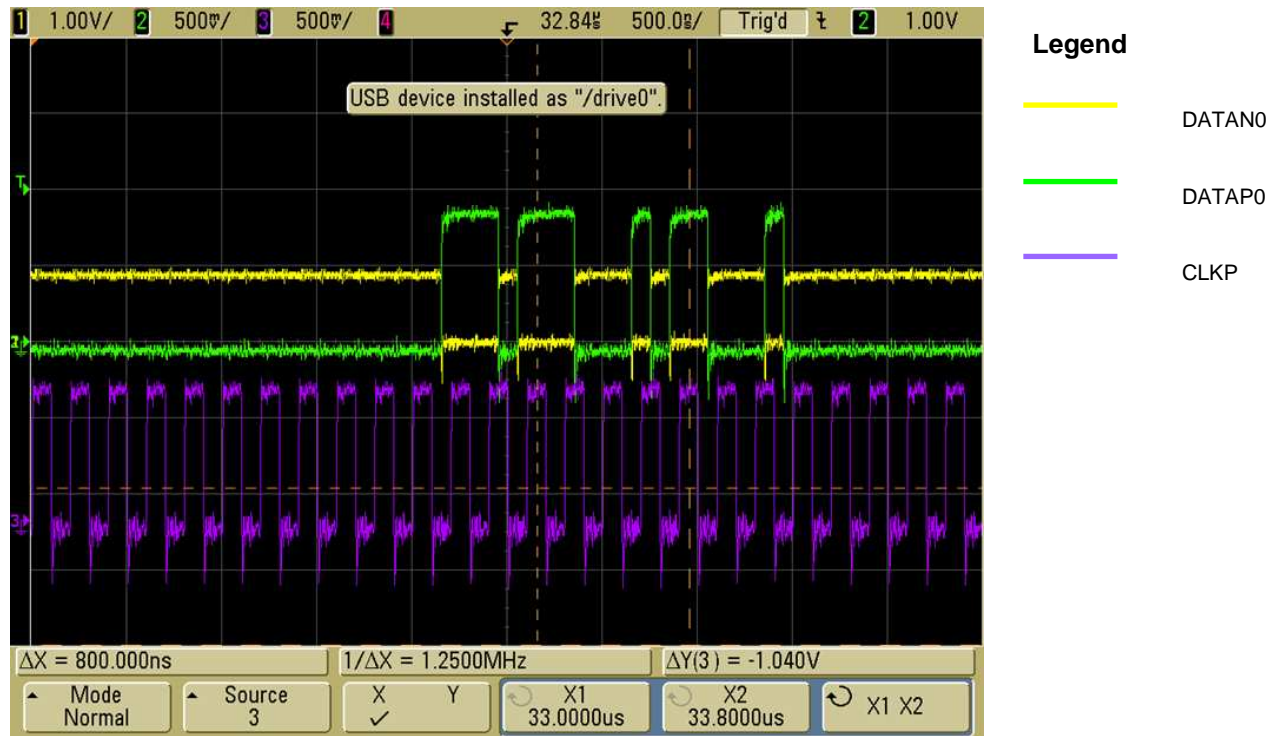 1 1.00V/ 2 500mV/ 3 500mV/ 4 32.84us 500.0ns/ Trig'd 2 1.00V
Legend
USB device installed as "/drive0".
DATAN0
T
DATAP0
CLKP
3
ΔX = 800.000ns 1/ΔX = 1.2500MHz ΔY(3) = -1.040V
Mode Source X Y X1 X2 X1 X2
Normal 3 ✓ 33.0000us 33.8000us